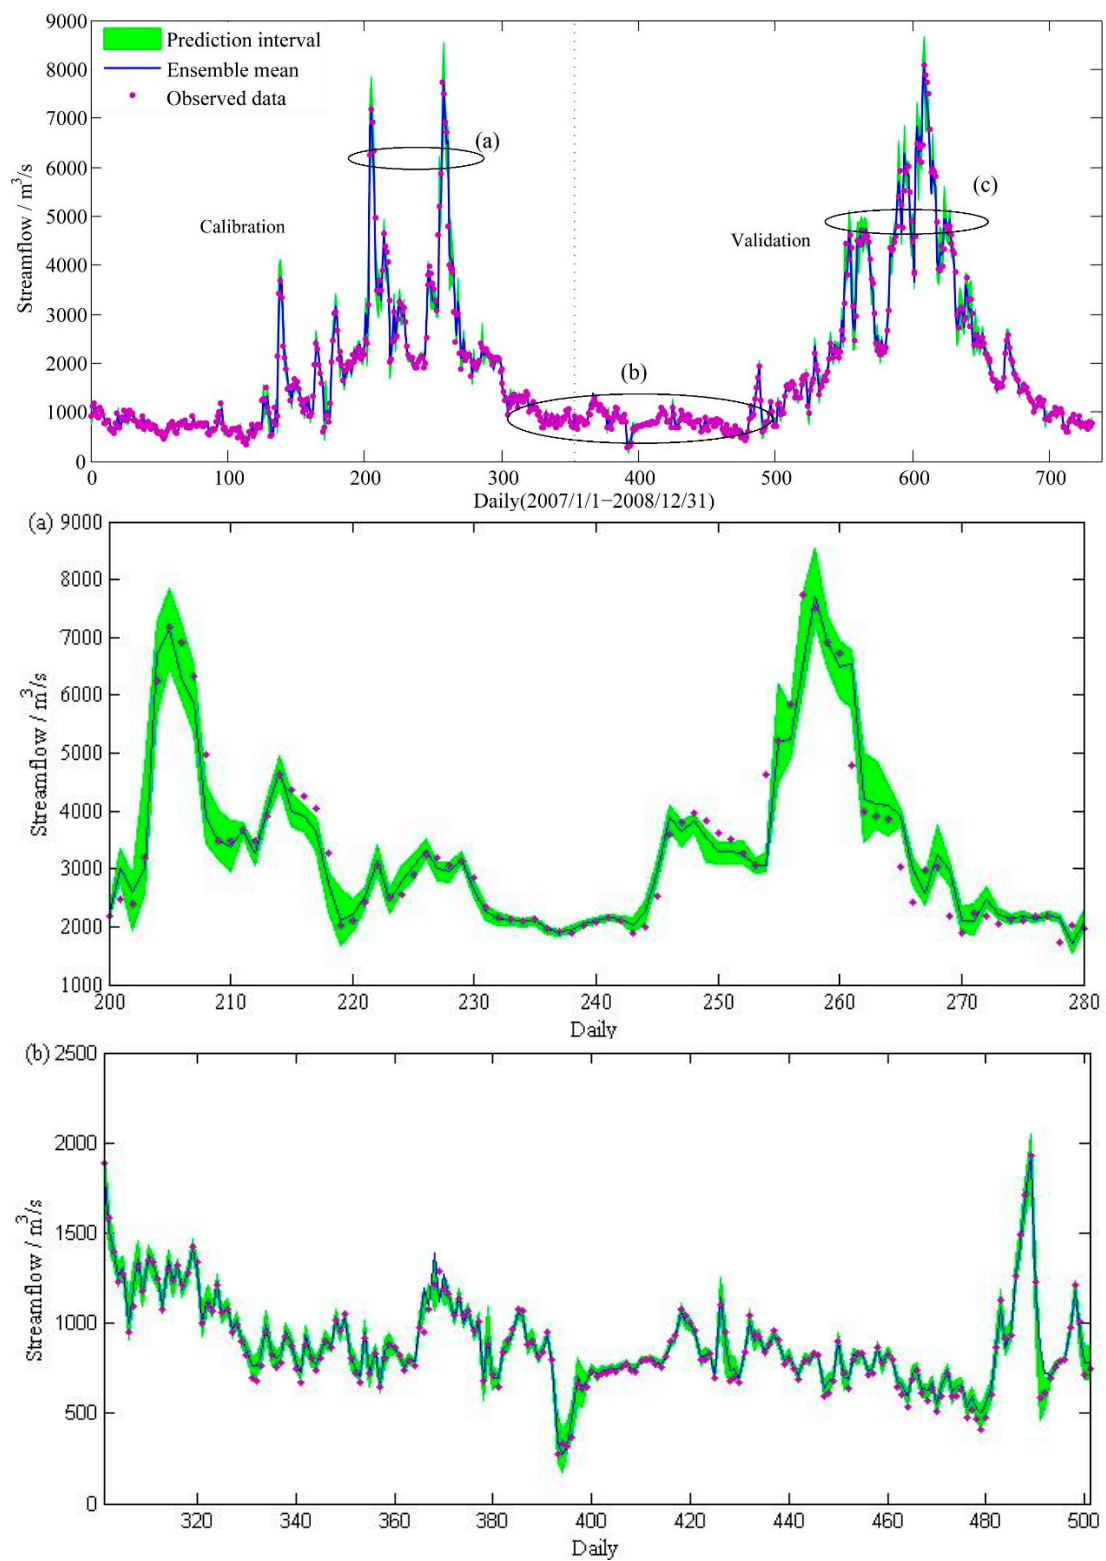 9000
8000
7000
6000
5000
4000
3000
2000
1000
0
Streamflow / m³/s
Prediction interval
Ensemble mean
Observed data
(a)
(c)
Calibration
Validation
(b)
0 100 200 300 400 500 600 700
Daily(2007/1/1−2008/12/31)
(a)
9000
8000
7000
6000
5000
4000
3000
2000
1000
Streamflow / m³/s
200 210 220 230 240 250 260 270 280
Daily
(b)
2500
2000
1500
1000
500
0
Streamflow / m³/s
320 340 360 380 400 420 440 460 480 500
Daily